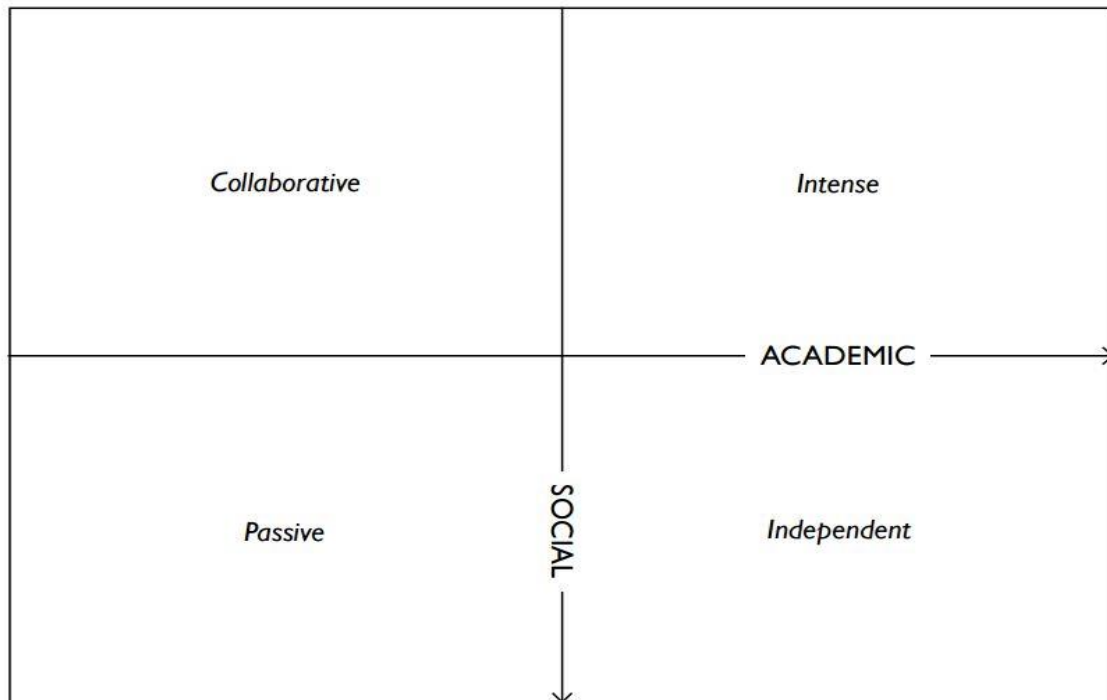 Collaborative
Intense
ACADEMIC
SOCIAL
Passive
Independent